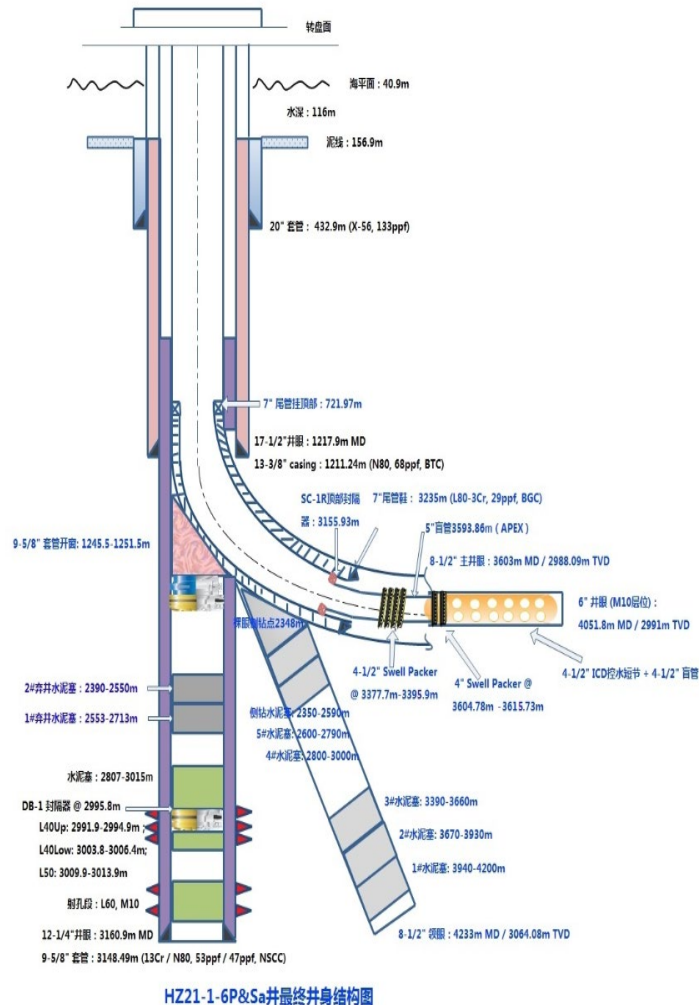 转盘面
海平面：40.9m
水深：116m
泥线：156.9m
20" 套管： 432.9m (X-56, 133ppf)
7" 尾管挂顶部：721.97m
17-1/2"井眼：1217.9m MD
13-3/8" casing：1211.24m (N80, 68ppf, BTC)
SC-1R顶部封隔
器：3155.93m
7"尾管鞋：3235m (L80-3Cr, 29ppf, BGC)
5"盲管3593.86m（APEX）
9-5/8" 套管开窗: 1245.5-1251.5m
8-1/2" 主井眼：3603m MD / 2988.09m TVD
6" 井眼 (M10层位)：
4051.8m MD / 2991m TVD
裸眼侧钻点2348m
4-1/2" Swell Packer
@ 3377.7m-3395.9m
4" Swell Packer @
3604.78m -3615.73m
4-1/2" ICD控水短节 + 4-1/2" 盲管
2#弃井水泥塞：2390-2550m
1#弃井水泥塞：2553-2713m
侧钻水泥塞: 2350-2590m
5#水泥塞: 2600-2790m
4#水泥塞: 2800-3000m
水泥塞：2807-3015m
DB-1 封隔器 @ 2995.8m
L40Up: 2991.9-2994.9m ;
L40Low: 3003.8-3006.4m;
L50: 3009.9-3013.9m
3#水泥塞: 3390-3660m
2#水泥塞: 3670-3930m
1#水泥塞: 3940-4200m
射孔段：L60, M10
12-1/4"井眼：3160.9m MD
8-1/2" 领眼：4233m MD / 3064.08m TVD
9-5/8" 套管：3148.49m (13Cr / N80, 53ppf / 47ppf, NSCC)
HZ21-1-6P&Sa井最终井身结构图